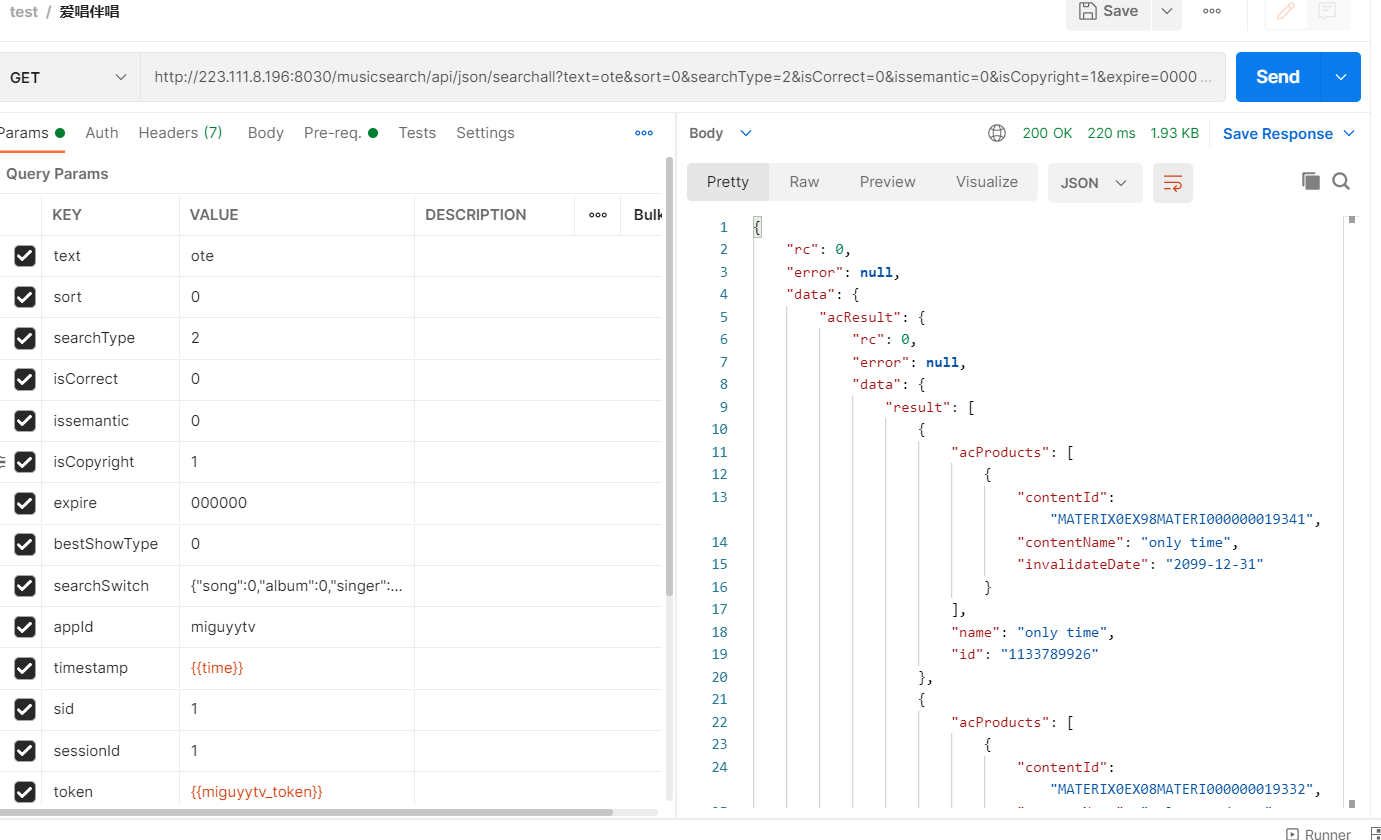 test / 爱唱伴唱
Save
GET http://223.111.8.196:8030/musicsearch/api/json/searchall?text=ote&sort=0&searchType=2&isCorrect=0&issemantic=0&isCopyright=1&expire=0000 ... Send
Params Auth Headers (7) Body Pre-req. Tests Settings
Query Params
KEY VALUE DESCRIPTION Bulk
text ote
sort 0
searchType 2
isCorrect 0
issemantic 0
isCopyright 1
expire 000000
bestShowType 0
searchSwitch {"song":0,"album":0,"singer":...
appId miguyytv
timestamp {{time}}
sid 1
sessionId 1
token {{miguyytv_token}}
Body 200 OK 220 ms 1.93 KB Save Response
Pretty Raw Preview Visualize JSON
1 {
2 "rc": 0,
3 "error": null,
4 "data": {
5 "acResult": {
6 "rc": 0,
7 "error": null,
8 "data": {
9 "result": [
10 {
11 "acProducts": [
12 {
13 "contentId":
"MATERIX0EX98MATERI000000019341",
14 "contentName": "only time",
15 "invalidateDate": "2099-12-31"
16 }
17 ],
18 "name": "only time",
19 "id": "1133789926"
20 },
21 {
22 "acProducts": [
23 {
24 "contentId":
"MATERIX0EX08MATERI000000019332",
Runner